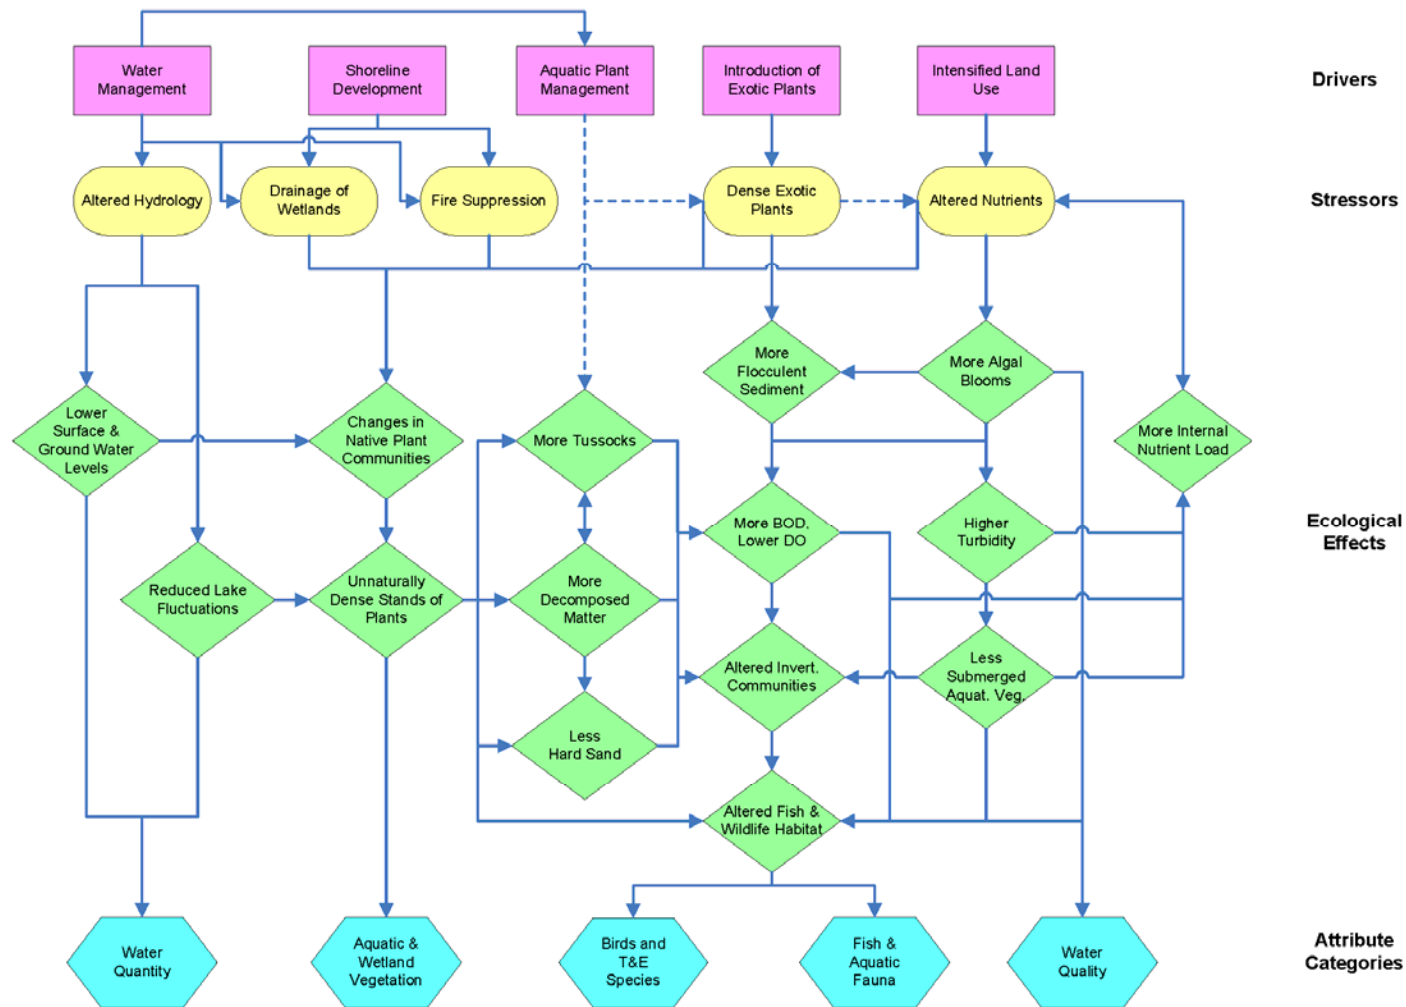 Water
Management
Shoreline
Development
Aquatic Plant
Management
Introduction of
Exotic Plants
Intensified Land
Use
Drivers
Altered Hydrology
Drainage of
Wetlands
Fire Suppression
Dense Exotic
Plants
Altered Nutrients
Stressors
More
Flocculent
Sediment
More Algal
Blooms
Lower
Surface &
Ground Water
Levels
Changes in
Native Plant
Communities
More Tussocks
More Internal
Nutrient Load
More BOD,
Lower DO
Higher
Turbidity
Ecological
Effects
Reduced Lake
Fluctuations
Unnaturally
Dense Stands of
Plants
More
Decomposed
Matter
Altered Invert.
Communities
Less
Submerged
Aquat. Veg.
Less
Hard Sand
Altered Fish &
Wildlife Habitat
Water
Quantity
Aquatic &
Wetland
Vegetation
Birds and
T&E
Species
Fish &
Aquatic
Fauna
Water
Quality
Attribute
Categories